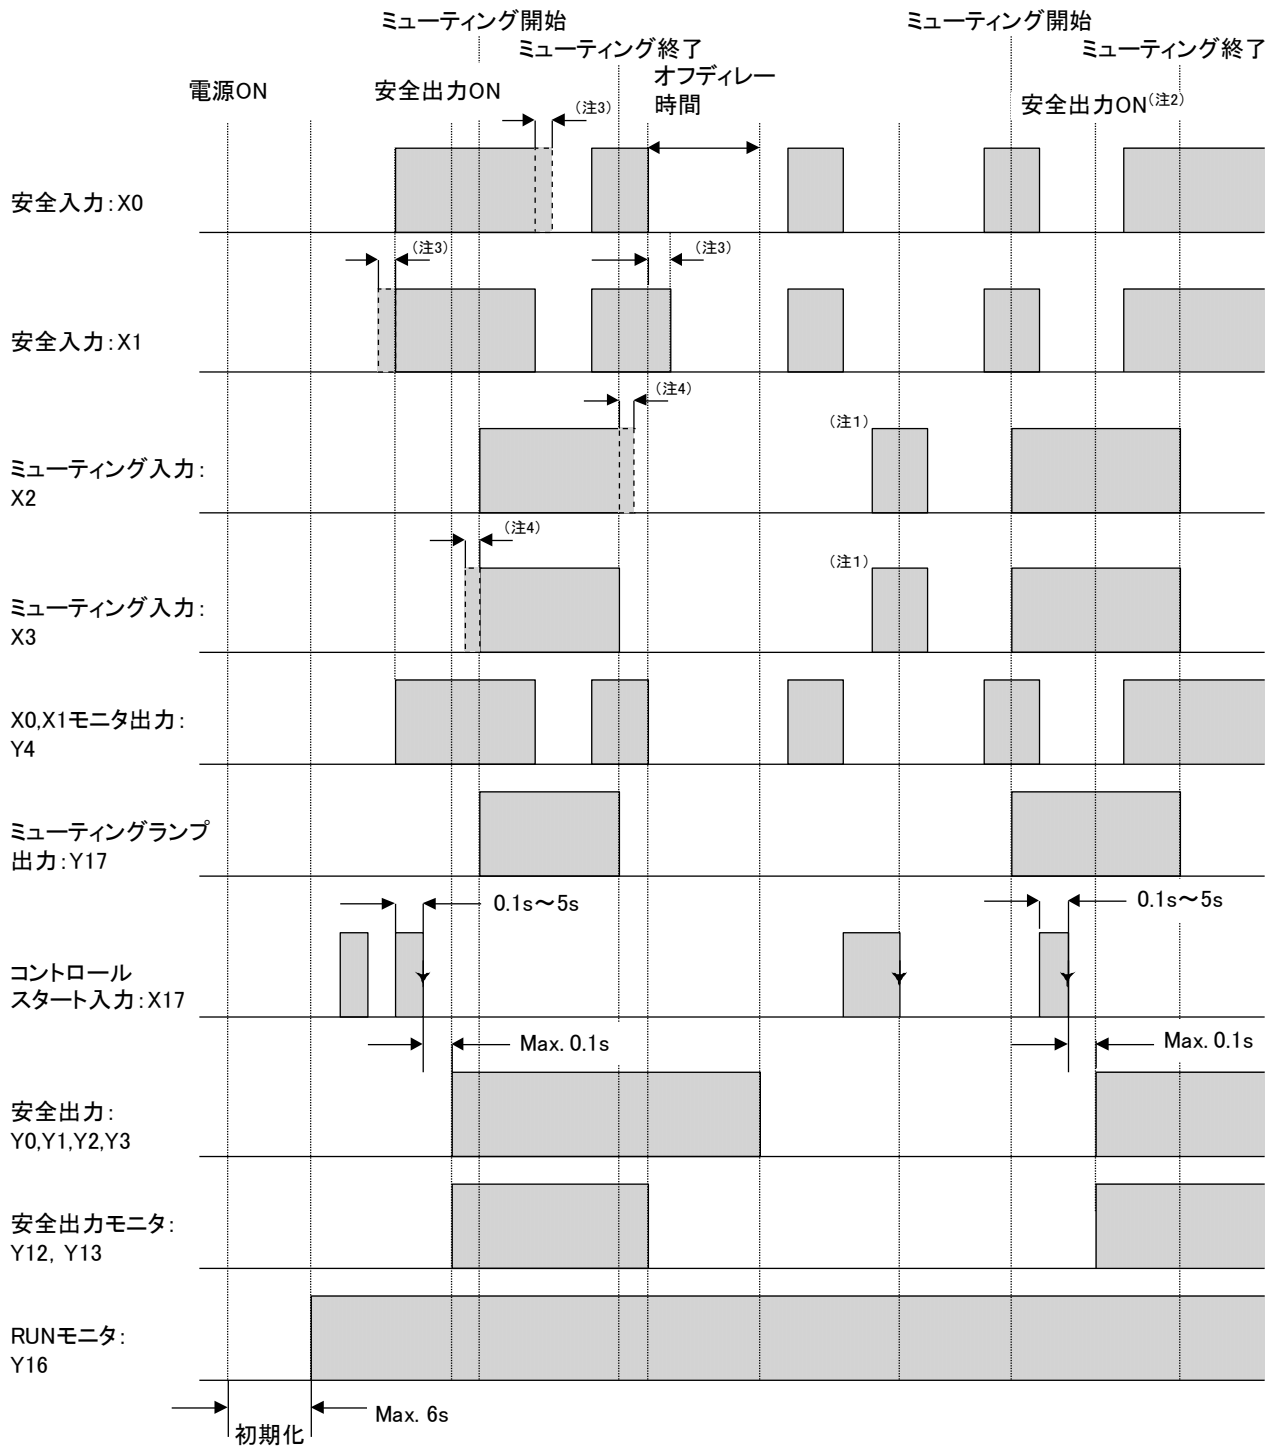 ミューティング開始
ミューティング開始
ミューティング終了
ミューティング終了
電源ON
安全出力ON
オフディレー
時間
安全出力ON(注2)
(注3)
安全入力：X0
(注3)
(注3)
安全入力：X1
(注4)
(注1)
ミューティング入力：
X2
(注4)
(注1)
ミューティング入力：
X3
X0,X1モニタ出力：
Y4
ミューティングランプ
出力：Y17
0.1s～5s
0.1s～5s
コントロール
スタート入力：X17
Max. 0.1s
Max. 0.1s
安全出力：
Y0,Y1,Y2,Y3
安全出力モニタ：
Y12, Y13
RUNモニタ：
Y16
Max. 6s
初期化